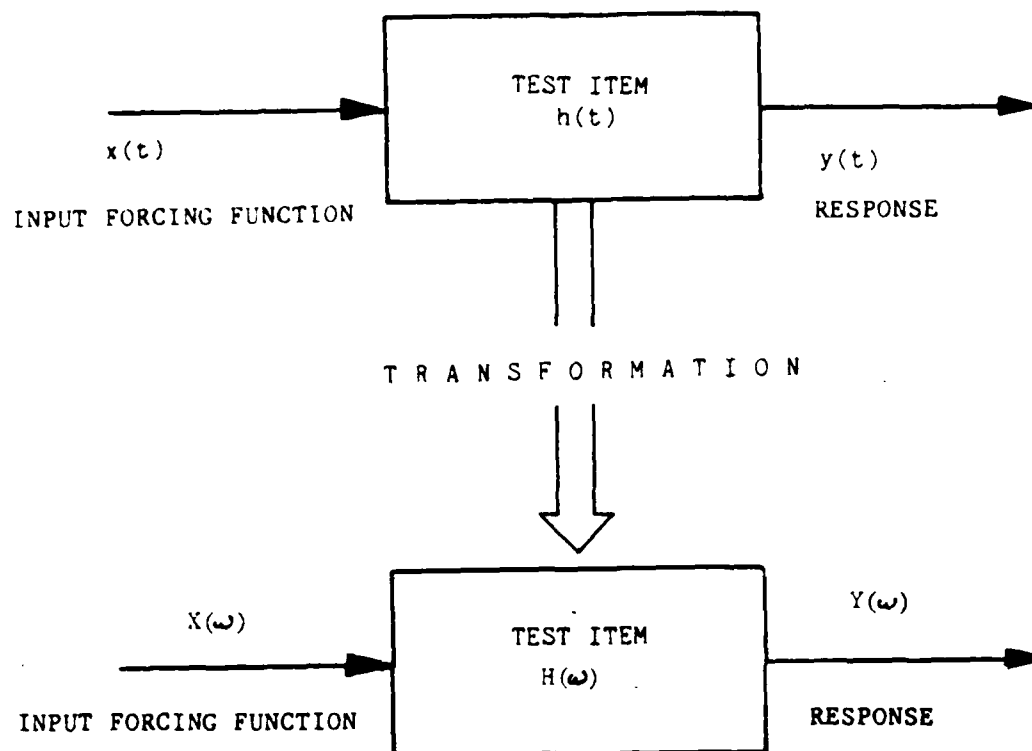 TEST ITEM
h(t)
x(t)
y(t)
INPUT FORCING FUNCTION
RESPONSE
T R A N S F O R M A T I O N
X(ω)
Y(ω)
TEST ITEM
H(ω)
INPUT FORCING FUNCTION
RESPONSE